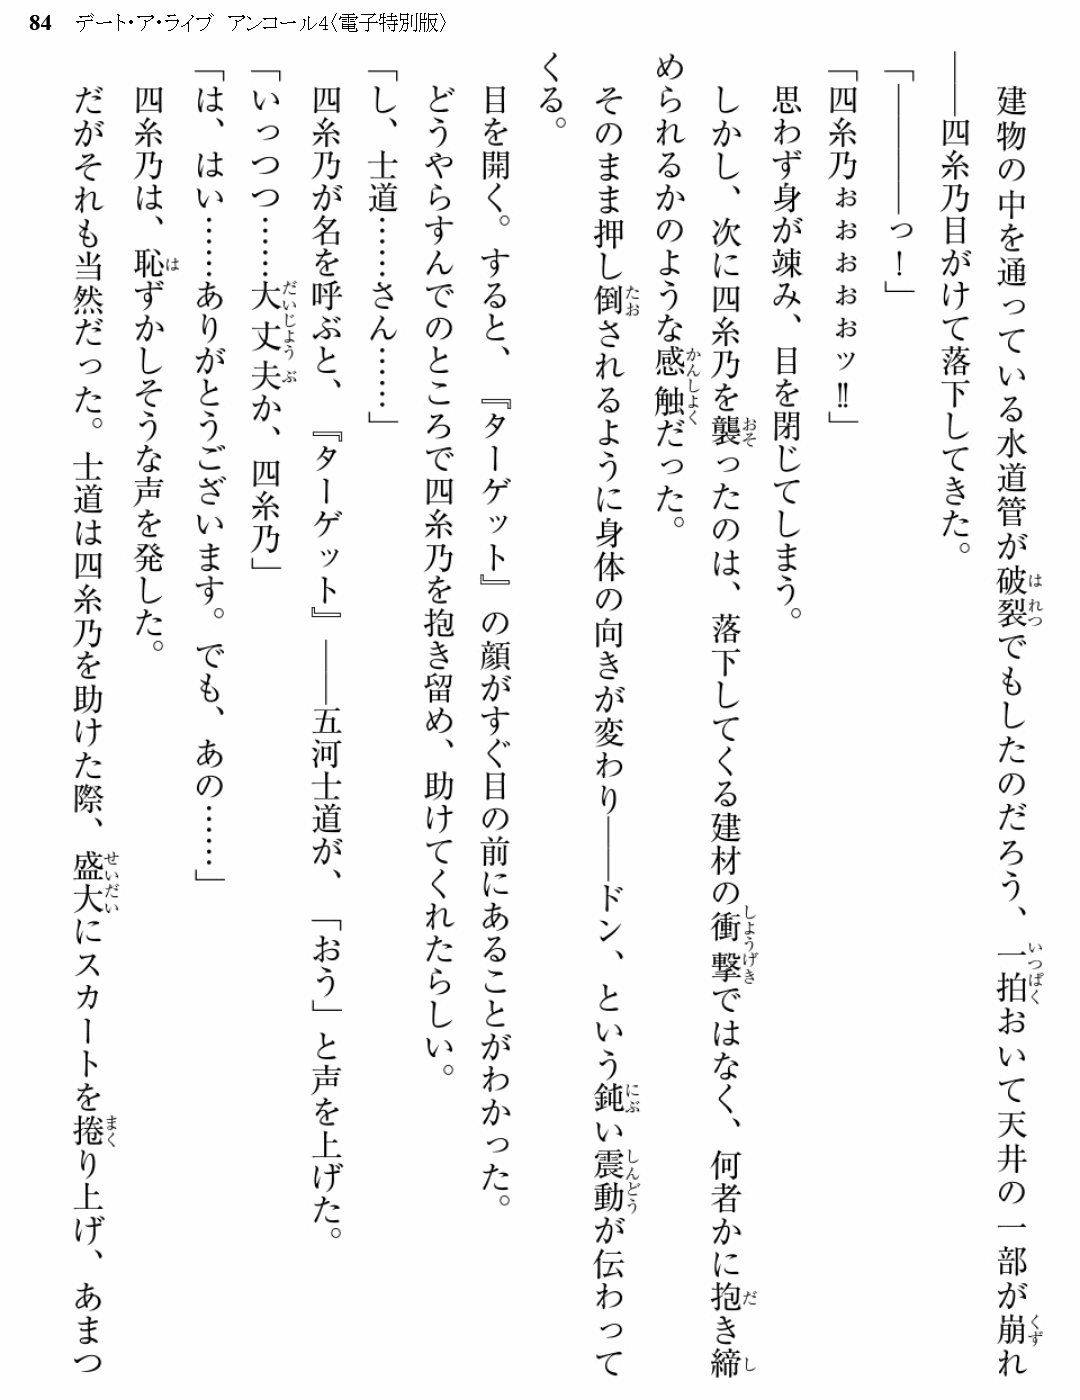 84 デート・ア・ライブ アンコール4〈電子特別版〉
建物の中を通っている水道管が破裂でもしたのだろう、一拍おいて天井の一部が崩れ
――四糸乃目がけて落下してきた。
「――――っ！」
「四糸乃ぉぉぉぉぉッ‼」
思わず身が竦み、目を閉じてしまう。
しかし、次に四糸乃を襲ったのは、落下してくる建材の衝撃ではなく、何者かに抱き締
められるかのような感触だった。
そのまま押し倒されるように身体の向きが変わり――ドン、という鈍い震動が伝わって
くる。
目を開く。すると、『ターゲット』の顔がすぐ目の前にあることがわかった。
どうやらすんでのところで四糸乃を抱き留め、助けてくれたらしい。
「し、士道……さん……」
四糸乃が名を呼ぶと、『ターゲット』――五河士道が、「おう」と声を上げた。
「いっつつ……大丈夫か、四糸乃」
「は、はい……ありがとうございます。でも、あの……」
四糸乃は、恥ずかしそうな声を発した。
だがそれも当然だった。士道は四糸乃を助けた際、盛大にスカートを捲り上げ、あまつ